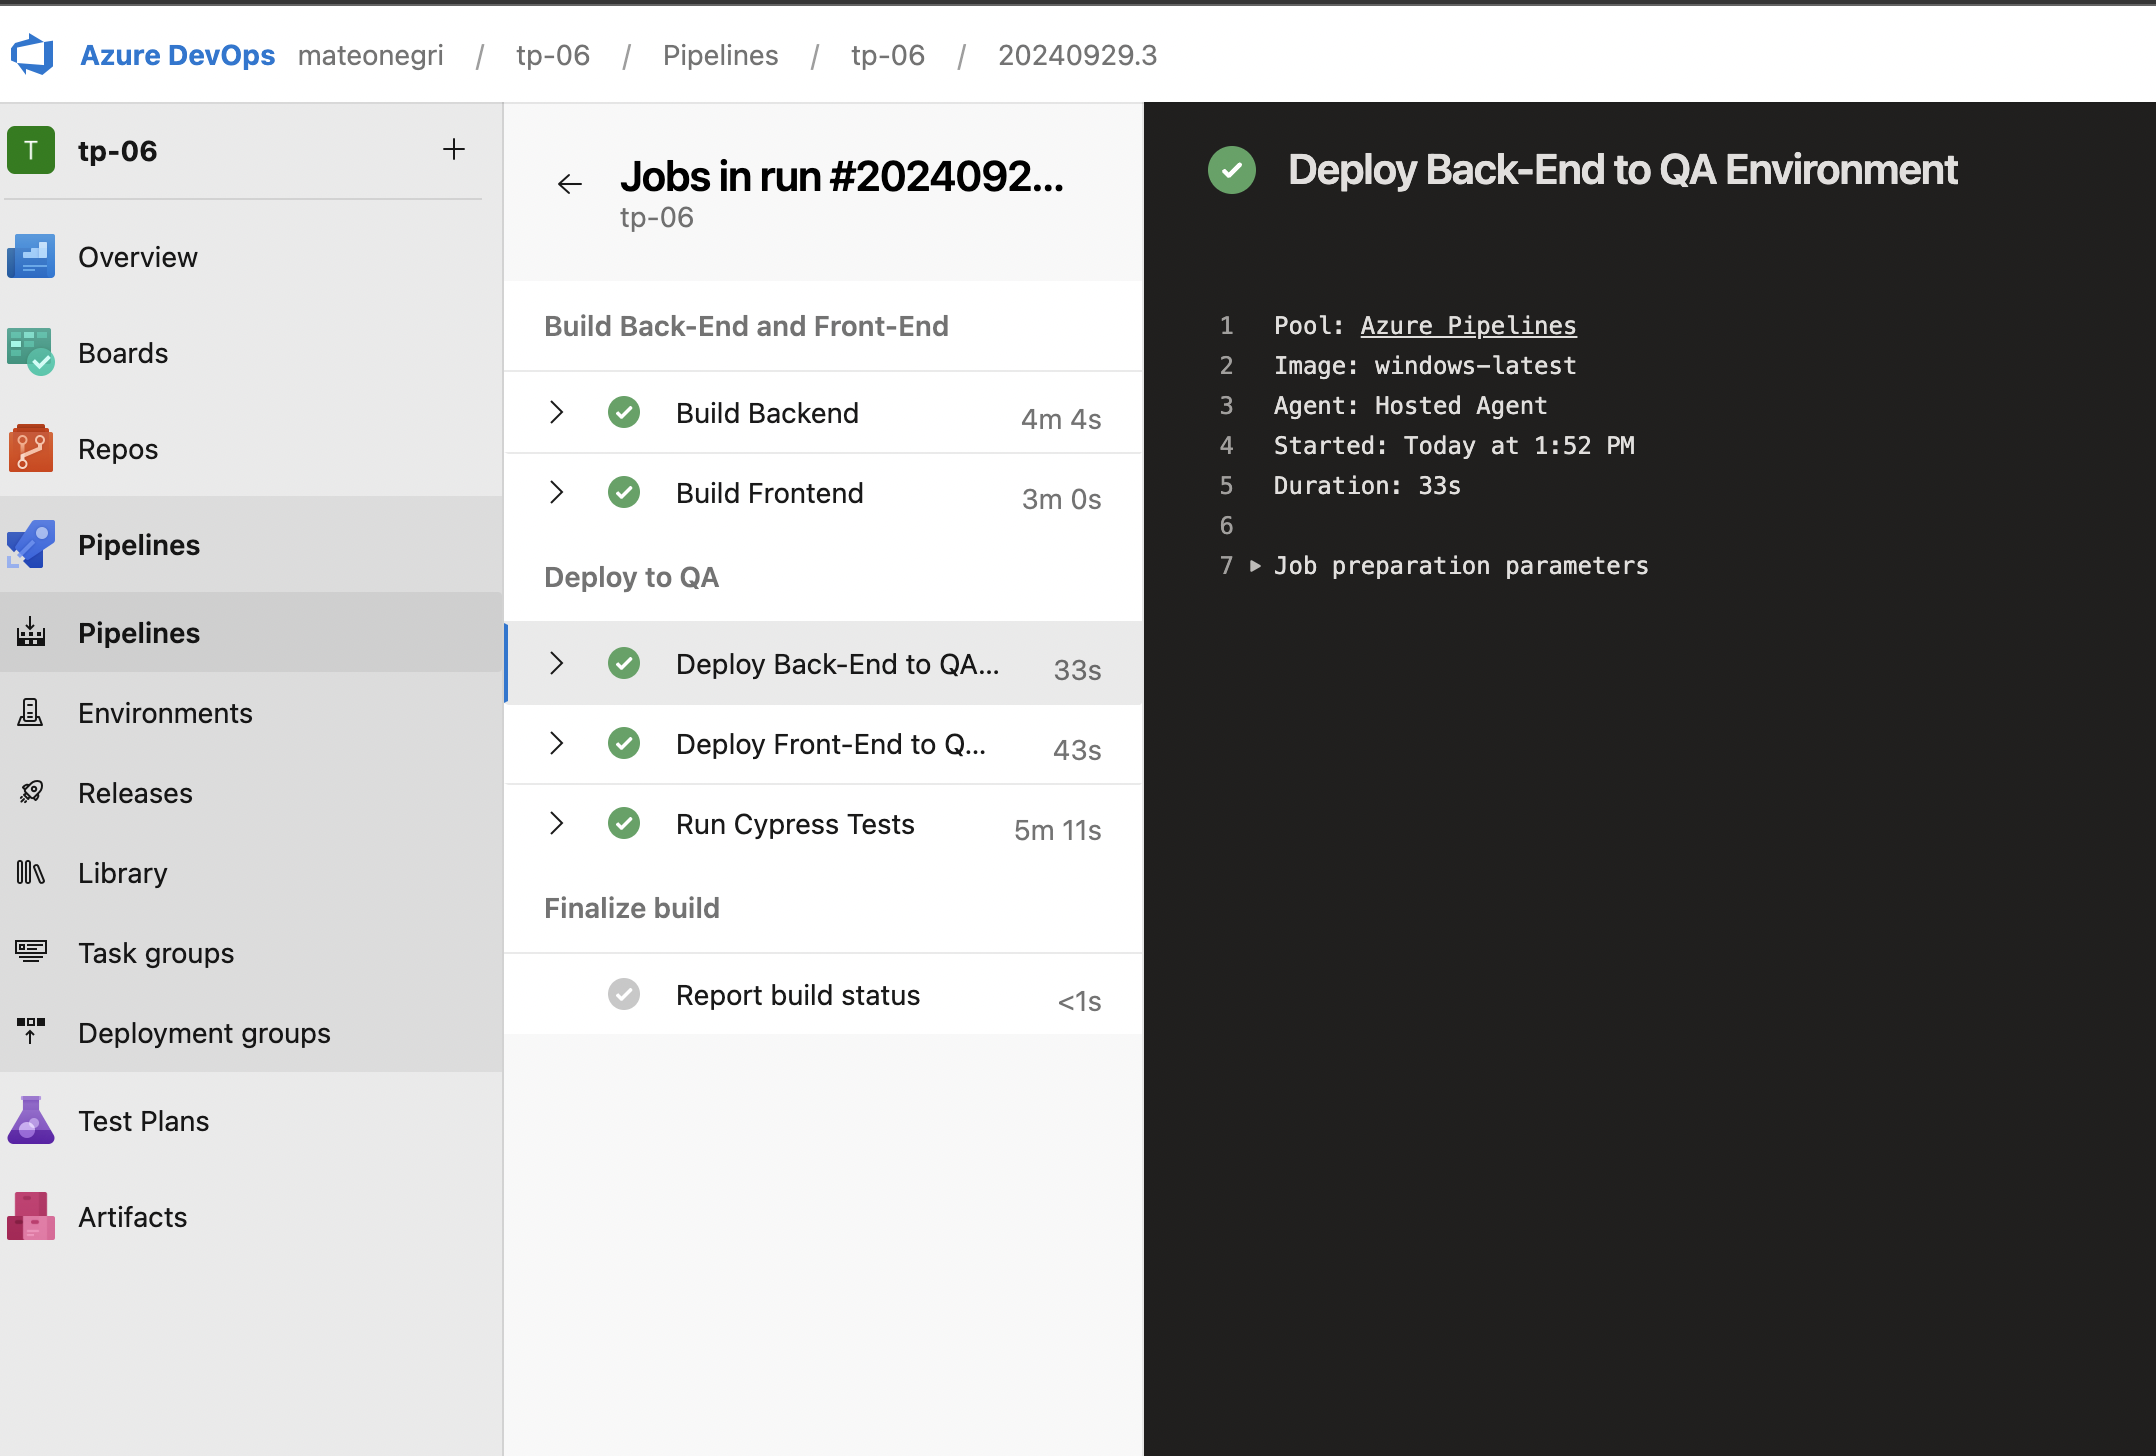 Azure DevOps mateonegri / tp-06 / Pipelines / tp-06 / 20240929.3
T tp-06
Overview
Boards
Repos
Pipelines
Pipelines
Environments
Releases
Library
Task groups
Deployment groups
Test Plans
Artifacts
Jobs in run #2024092...
tp-06
Build Back-End and Front-End
Build Backend 4m 4s
Build Frontend 3m 0s
Deploy to QA
Deploy Back-End to QA... 33s
Deploy Front-End to Q... 43s
Run Cypress Tests 5m 11s
Finalize build
Report build status <1s
Deploy Back-End to QA Environment
1 Pool: Azure Pipelines
2 Image: windows-latest
3 Agent: Hosted Agent
4 Started: Today at 1:52 PM
5 Duration: 33s
6
7 Job preparation parameters